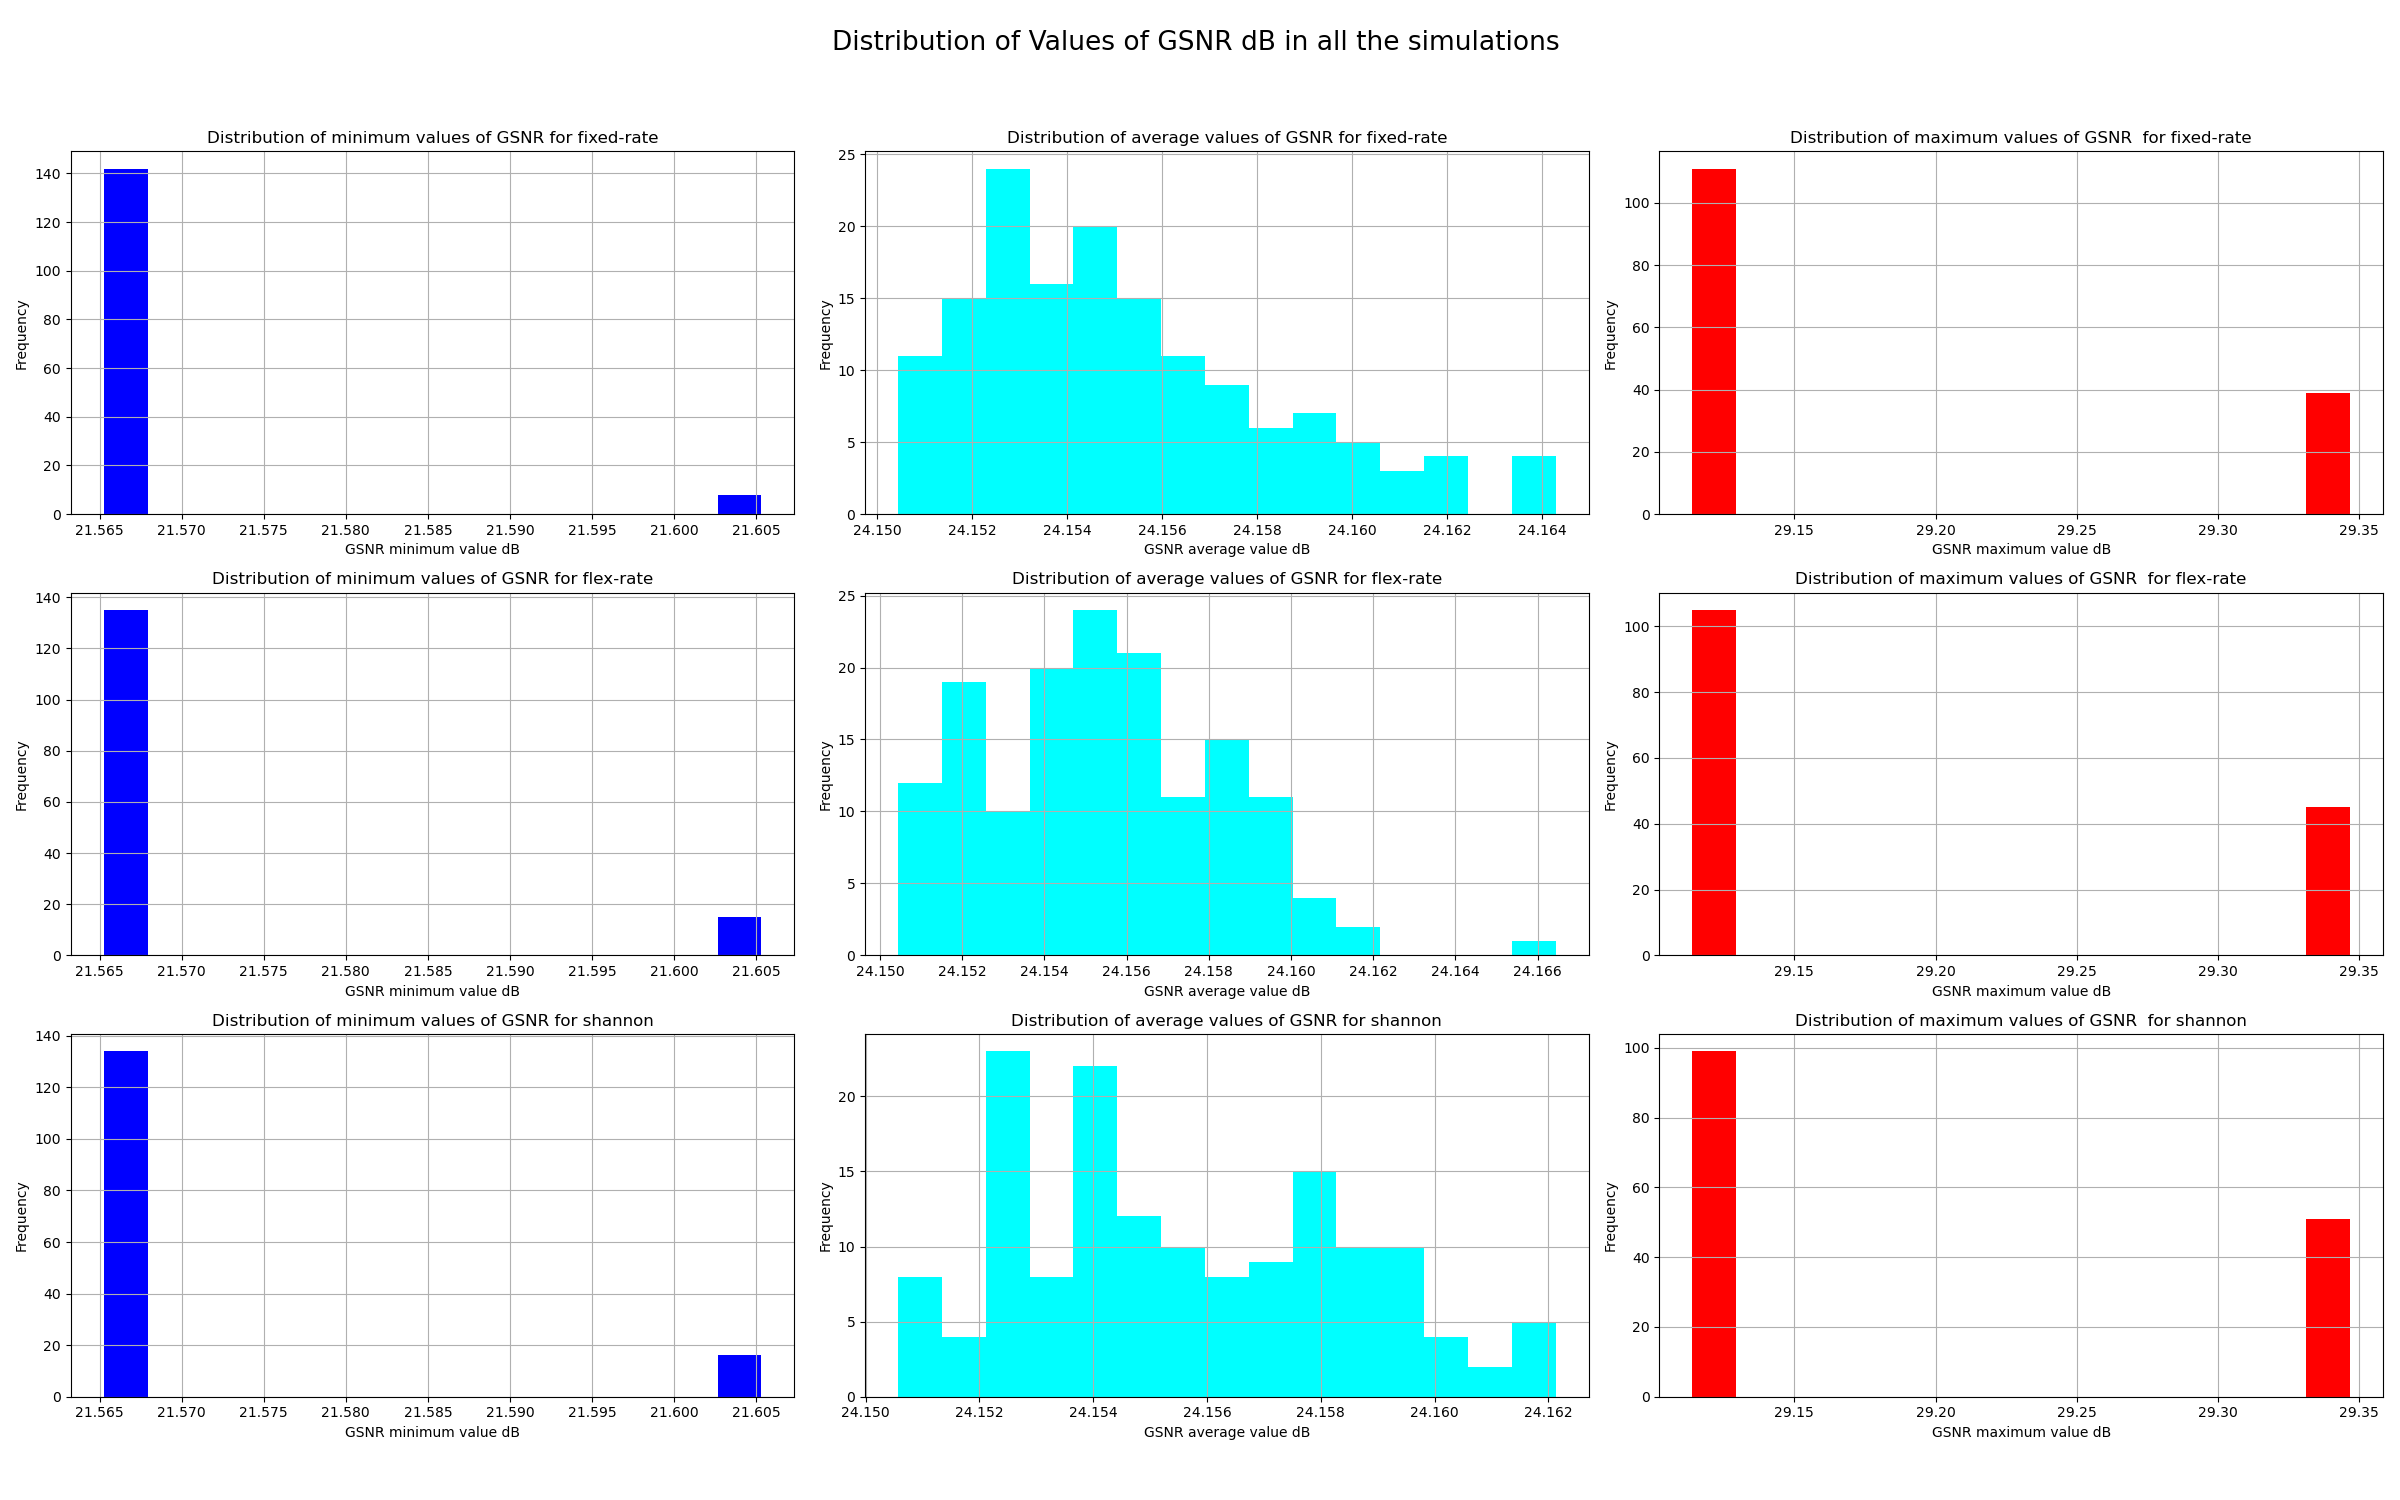 Distribution of Values of GSNR dB in all the simulations
Distribution of minimum values of GSNR for fixed-rate
Frequency
140
120
100
80
60
40
20
0
21.565 21.570 21.575 21.580 21.585 21.590 21.595 21.600 21.605
GSNR minimum value dB
Distribution of average values of GSNR for fixed-rate
Frequency
25
20
15
10
5
0
24.150 24.152 24.154 24.156 24.158 24.160 24.162 24.164
GSNR average value dB
Distribution of maximum values of GSNR  for fixed-rate
Frequency
100
80
60
40
20
0
29.15 29.20 29.25 29.30 29.35
GSNR maximum value dB
Distribution of minimum values of GSNR for flex-rate
Frequency
140
120
100
80
60
40
20
0
21.565 21.570 21.575 21.580 21.585 21.590 21.595 21.600 21.605
GSNR minimum value dB
Distribution of average values of GSNR for flex-rate
Frequency
25
20
15
10
5
0
24.150 24.152 24.154 24.156 24.158 24.160 24.162 24.164 24.166
GSNR average value dB
Distribution of maximum values of GSNR  for flex-rate
Frequency
100
80
60
40
20
0
29.15 29.20 29.25 29.30 29.35
GSNR maximum value dB
Distribution of minimum values of GSNR for shannon
Frequency
140
120
100
80
60
40
20
0
21.565 21.570 21.575 21.580 21.585 21.590 21.595 21.600 21.605
GSNR minimum value dB
Distribution of average values of GSNR for shannon
Frequency
20
15
10
5
0
24.150 24.152 24.154 24.156 24.158 24.160 24.162
GSNR average value dB
Distribution of maximum values of GSNR  for shannon
Frequency
100
80
60
40
20
0
29.15 29.20 29.25 29.30 29.35
GSNR maximum value dB